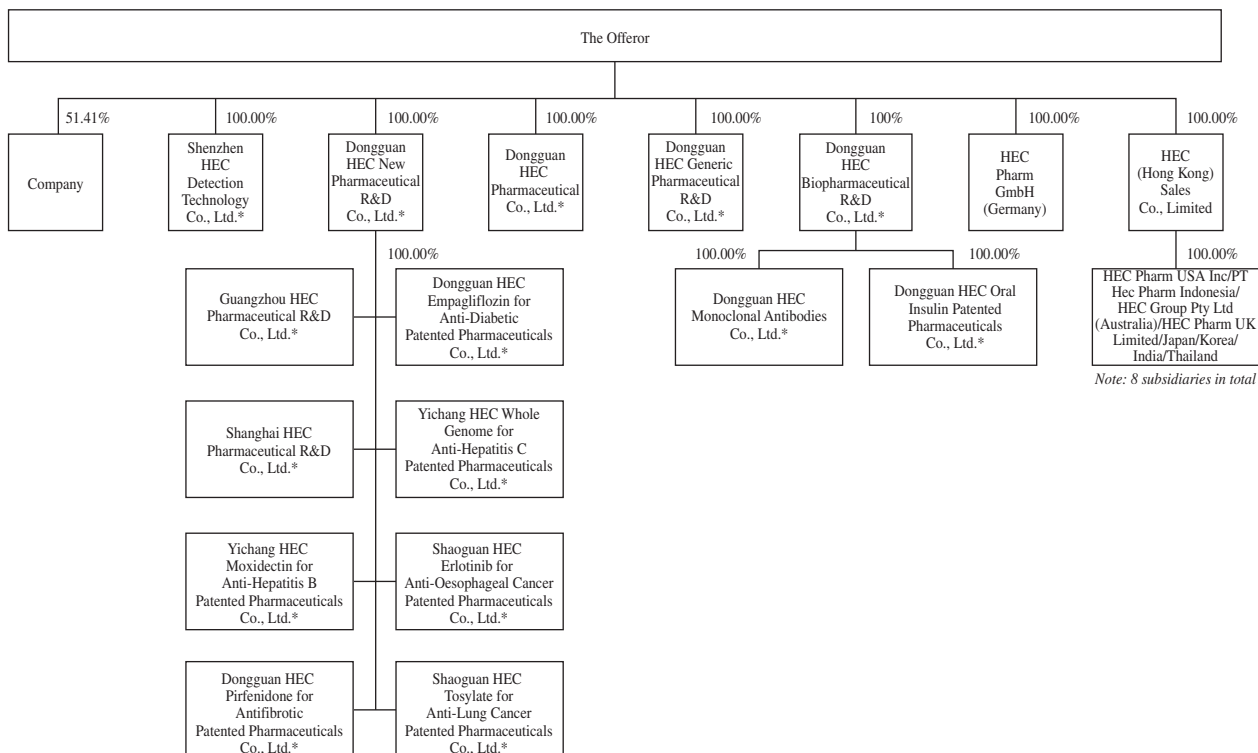 The Offeror
51.41%
100.00%
100.00%
100.00%
100.00%
100%
100.00%
100.00%
Company
Shenzhen
HEC
Detection
Technology
Co., Ltd.*
Dongguan
HEC New
Pharmaceutical
R&D
Co., Ltd.*
Dongguan
HEC
Pharmaceutical
Co., Ltd.*
Dongguan
HEC Generic
Pharmaceutical
R&D
Co., Ltd.*
Dongguan
HEC
Biopharmaceutical
R&D
Co., Ltd.*
HEC
Pharm
GmbH
(Germany)
HEC
(Hong Kong)
Sales
Co., Limited
100.00%
100.00%
100.00%
100.00%
Guangzhou HEC
Pharmaceutical R&D
Co., Ltd.*
Dongguan HEC
Empagliflozin for
Anti-Diabetic
Patented Pharmaceuticals
Co., Ltd.*
Dongguan HEC
Monoclonal Antibodies
Co., Ltd.*
Dongguan HEC Oral
Insulin Patented
Pharmaceuticals
Co., Ltd.*
HEC Pharm USA Inc/PT
Hec Pharm Indonesia/
HEC Group Pty Ltd
(Australia)/HEC Pharm UK
Limited/Japan/Korea/
India/Thailand
Note: 8 subsidiaries in total
Shanghai HEC
Pharmaceutical R&D
Co., Ltd.*
Yichang HEC Whole
Genome for
Anti-Hepatitis C
Patented Pharmaceuticals
Co., Ltd.*
Yichang HEC
Moxidectin for
Anti-Hepatitis B
Patented Pharmaceuticals
Co., Ltd.*
Shaoguan HEC
Erlotinib for
Anti-Oesophageal Cancer
Patented Pharmaceuticals
Co., Ltd.*
Dongguan HEC
Pirfenidone for
Antifibrotic
Patented Pharmaceuticals
Co., Ltd.*
Shaoguan HEC
Tosylate for
Anti-Lung Cancer
Patented Pharmaceuticals
Co., Ltd.*